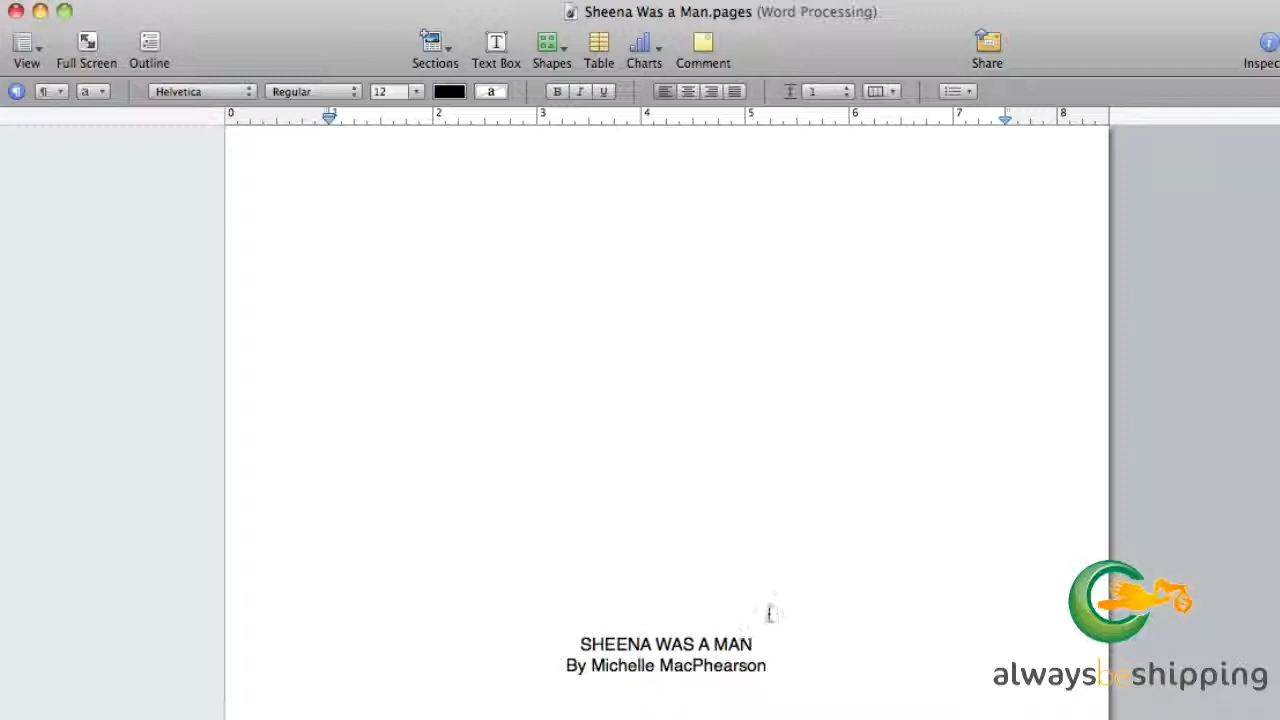 Sheena Was a Man.pages (Word Processing)
View Full Screen Outline Sections Text Box Shapes Table Charts Comment Share Inspec
¶ a Helvetica Regular 12 a B I U 1
0 1 2 3 4 5 6 7 8
SHEENA WAS A MAN
By Michelle MacPhearson
alwaysbeshipping